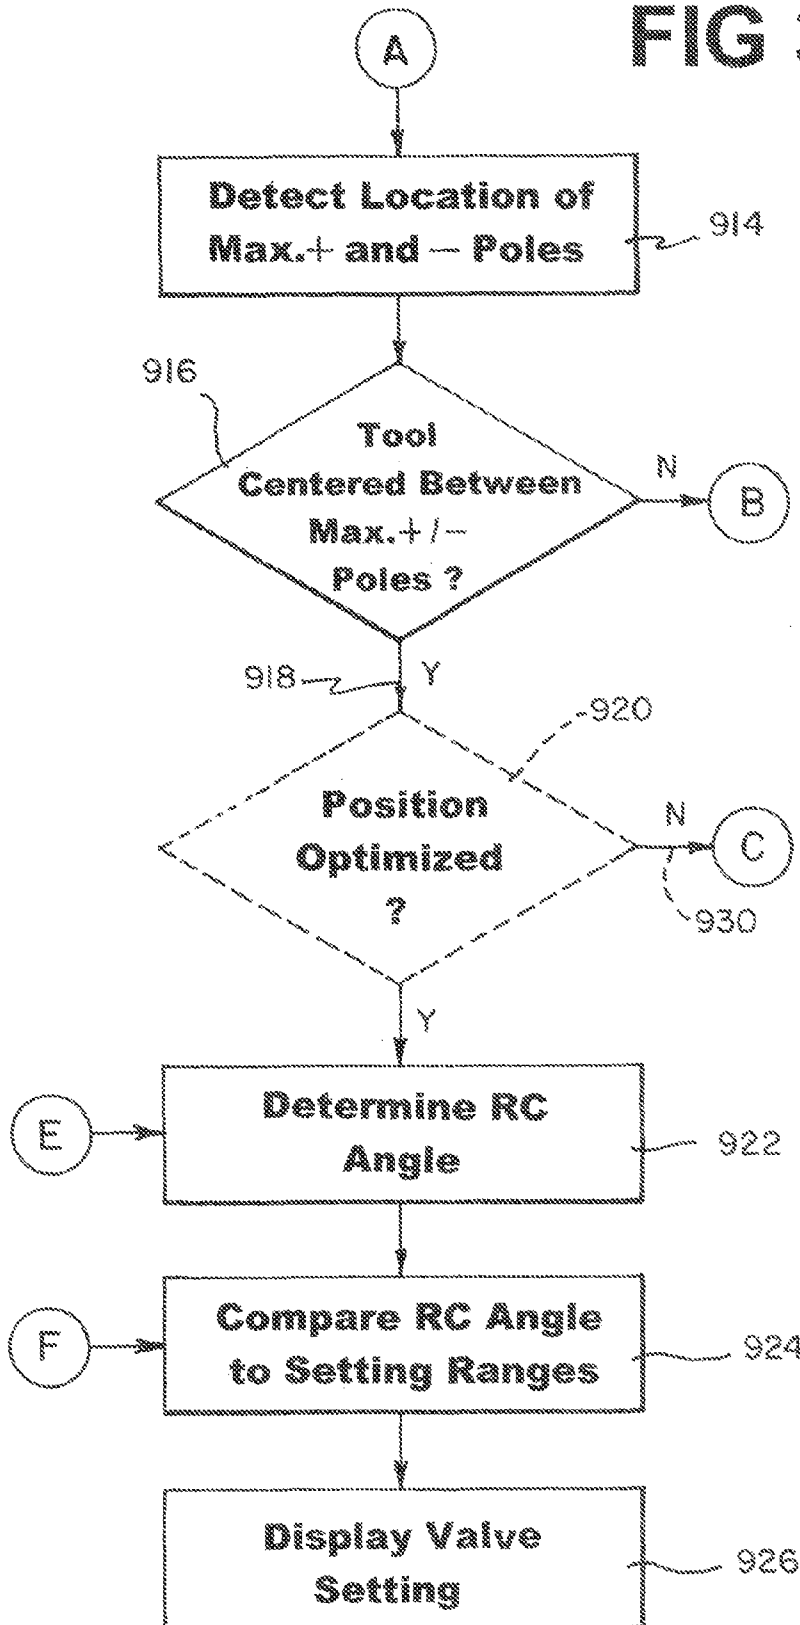 FIG
A
Detect Location of
Max.+ and — Poles
914
916
Tool
Centered Between
Max.+/—
Poles ?
N
B
918
Y
920
Position
Optimized
?
N
C
930
Y
E
Determine RC
Angle
922
F
Compare RC Angle
to Setting Ranges
924
Display Valve
Setting
926